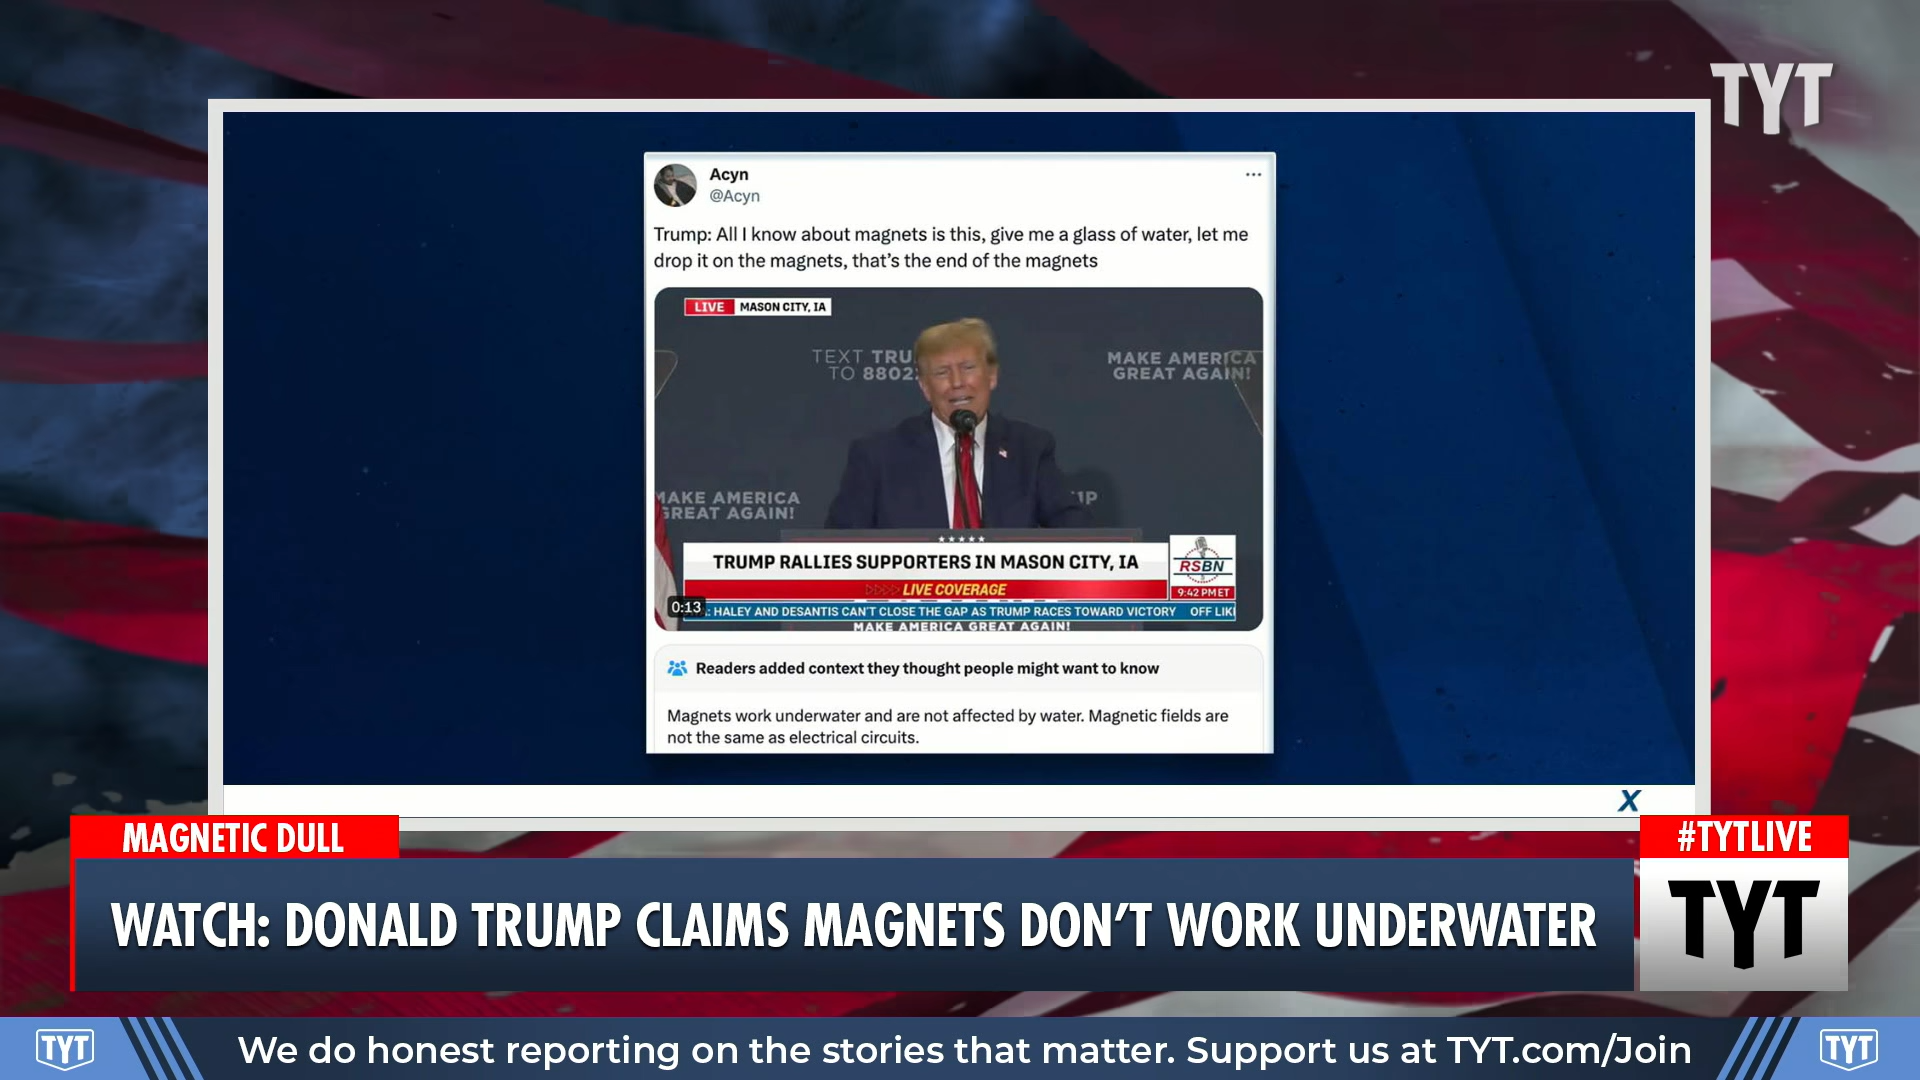 TYT
Acyn
@Acyn
Trump: All I know about magnets is this, give me a glass of water, let me
drop it on the magnets, that's the end of the magnets
LIVE MASON CITY, IA
TEXT TRU
TO 8802
MAKE AMERICA
GREAT AGAIN!
MAKE AMERICA
GREAT AGAIN!
TRUMP RALLIES SUPPORTERS IN MASON CITY, IA
RSBN
LIVE COVERAGE
9:42 PM ET
0:13
: HALEY AND DESANTIS CAN'T CLOSE THE GAP AS TRUMP RACES TOWARD VICTORY OFF LIK
MAKE AMERICA GREAT AGAIN!
Readers added context they thought people might want to know
Magnets work underwater and are not affected by water. Magnetic fields are
not the same as electrical circuits.
X
MAGNETIC DULL
#TYTLIVE
WATCH: DONALD TRUMP CLAIMS MAGNETS DON'T WORK UNDERWATER
TYT
TYT
We do honest reporting on the stories that matter. Support us at TYT.com/Join
TYT